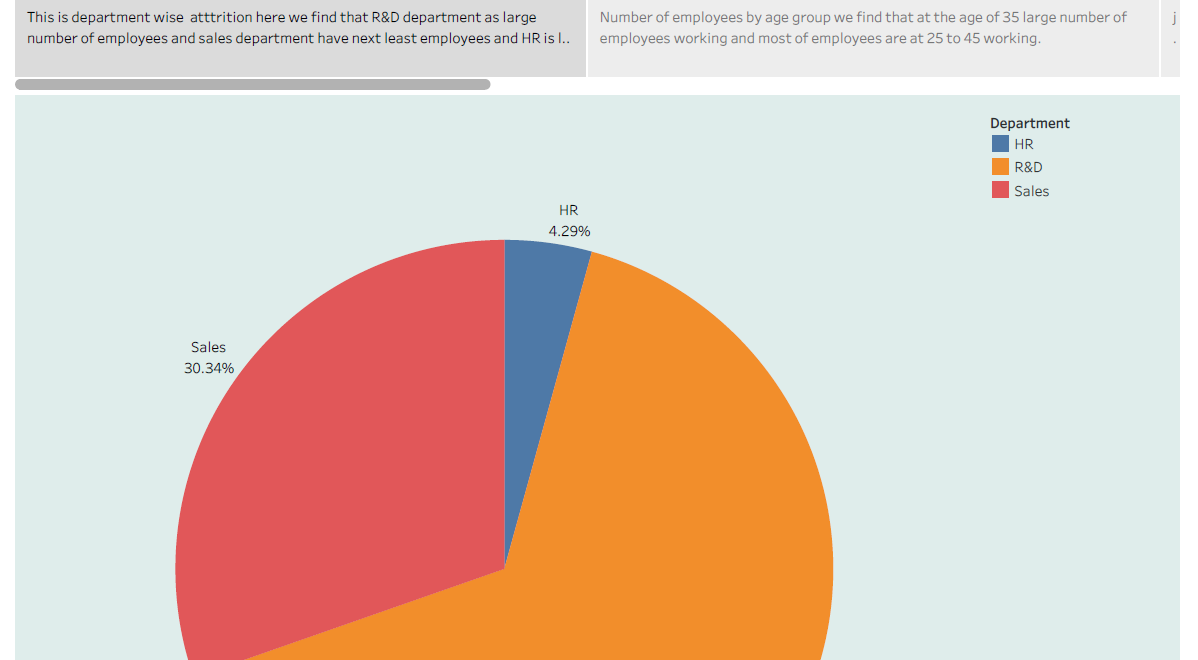 This is department wise  atttrition here we find that R&D department as large
number of employees and sales department have next least employees and HR is l..
Number of employees by age group we find that at the age of 35 large number of
employees working and most of employees are at 25 to 45 working.
j
.
Department
HR
R&D
Sales
HR
4.29%
Sales
30.34%